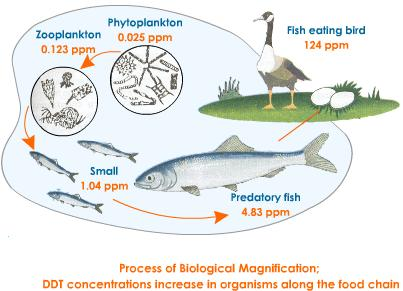 Phytoplankton
0.025 ppm
Zooplankton
0.123 ppm
Fish eating bird
124 ppm
Small
1.04 ppm
Predatory fish
4.83 ppm
Process of Biological Magnification;
DDT concentrations increase in organisms along the food chain